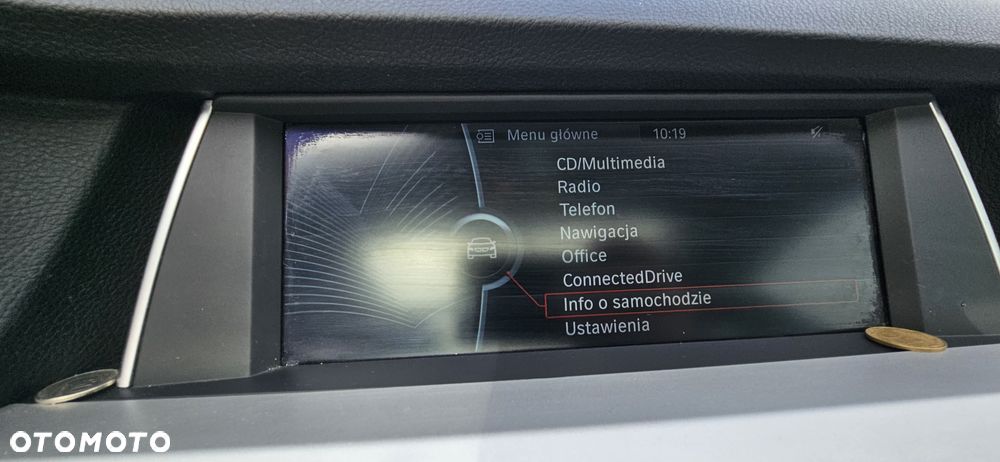 Menu główne 10:19
CD/Multimedia
Radio
Telefon
Nawigacja
Office
ConnectedDrive
Info o samochodzie
Ustawienia
OTOMOTO